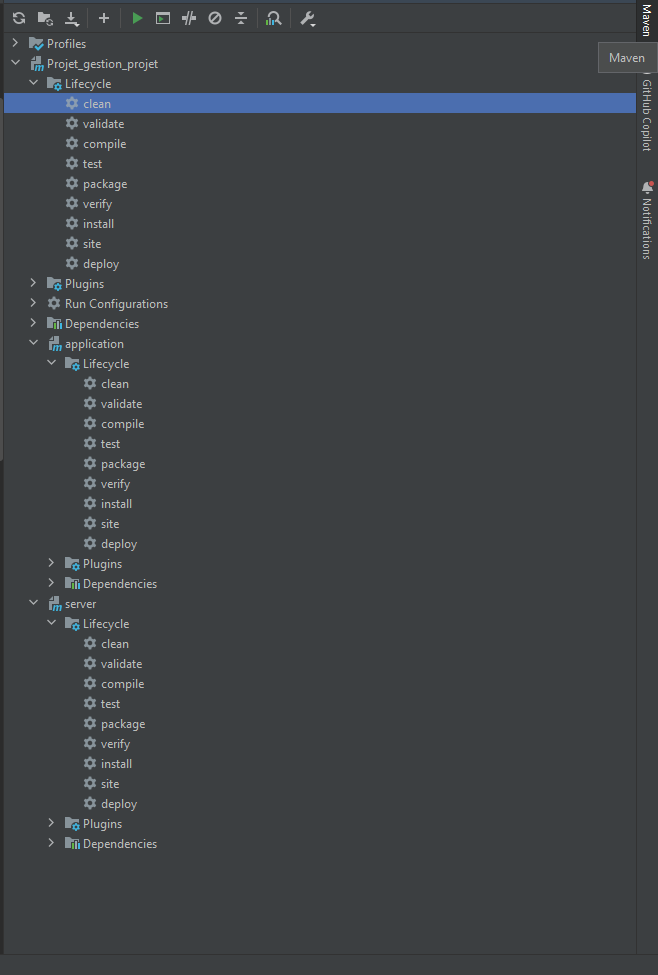 Profiles
Projet_gestion_projet
Lifecycle
clean
validate
compile
test
package
verify
install
site
deploy
Plugins
Run Configurations
Dependencies
application
Lifecycle
clean
validate
compile
test
package
verify
install
site
deploy
Plugins
Dependencies
server
Lifecycle
clean
validate
compile
test
package
verify
install
site
deploy
Plugins
Dependencies
Maven
Maven
GitHub Copilot
Notifications